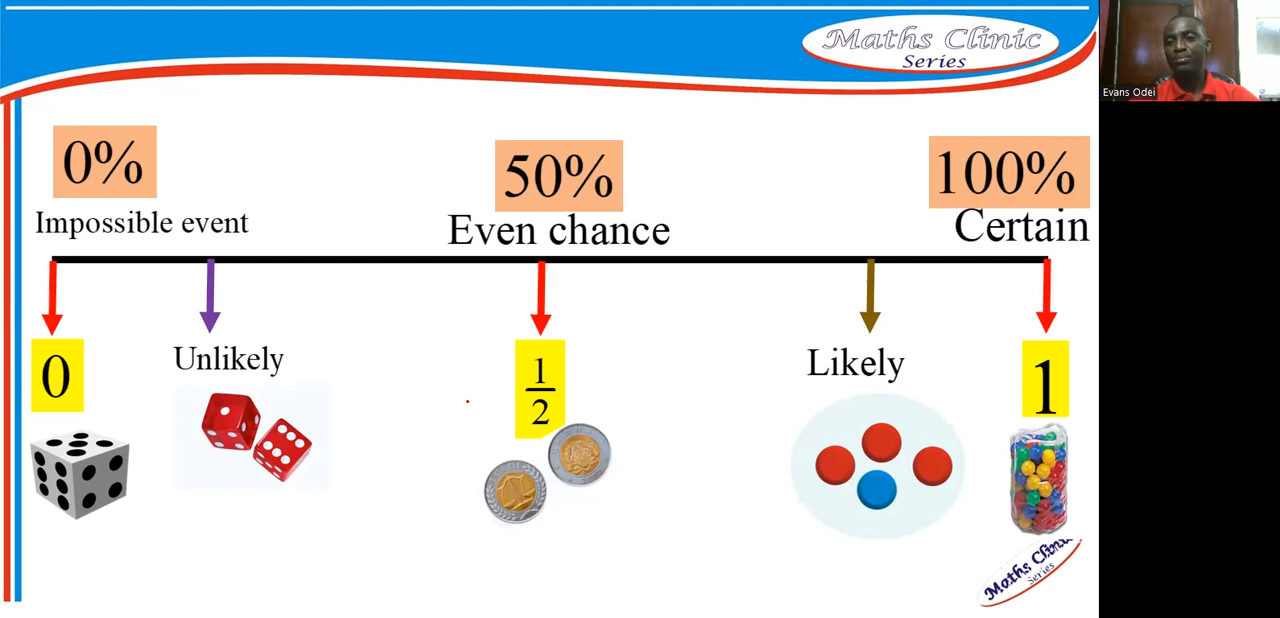 Maths Clinic
Series
Evans Odei
0%
50%
100%
Impossible event
Even chance
Certain
0
Unlikely
1
2
Likely
1
Maths Clinic
Series